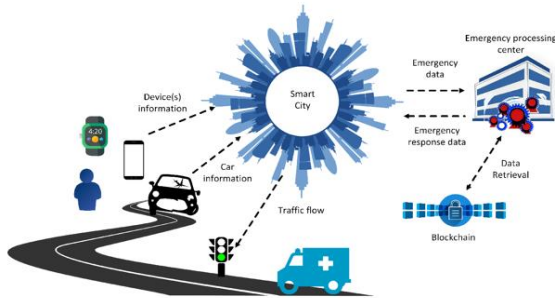 Emergency processing
center
Emergency
data
Smart
City
Device(s)
information
4:20
Emergency
response data
Car
information
Data
Retrieval
Traffic flow
Blockchain